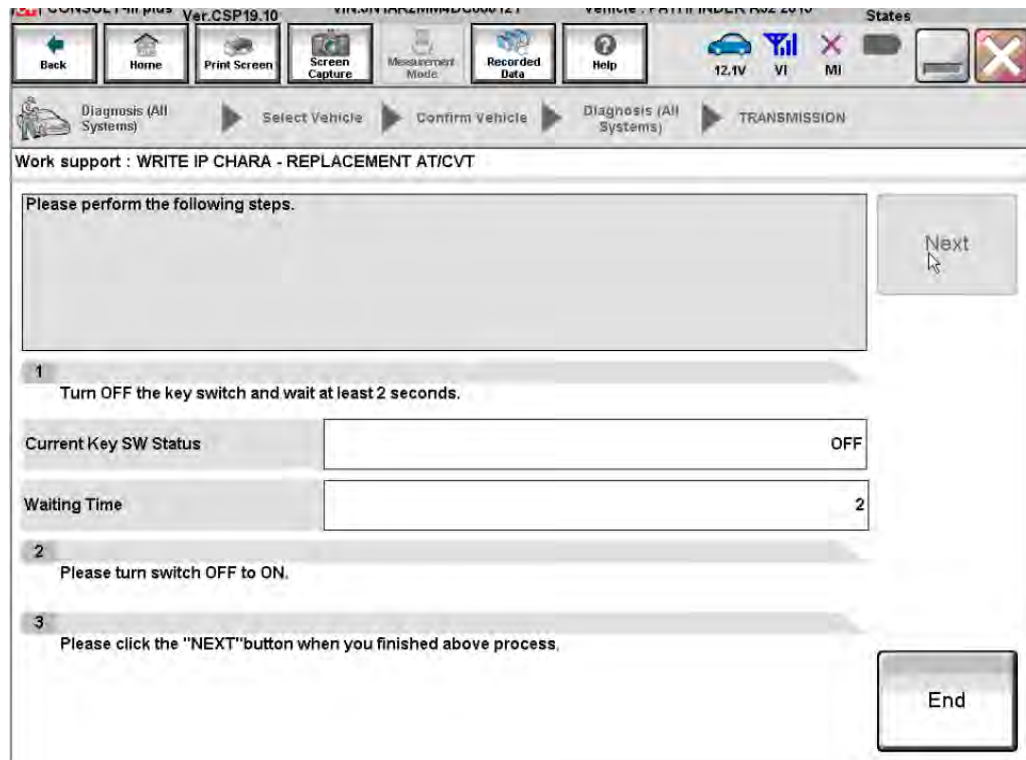 Ver.CSP19.10
States
Back
Home
Print Screen
Screen
Capture
Measurement
Mode
Recorded
Data
Help
12.1V
VI
MI
Diagnosis (All
Systems)
Select Vehicle
Confirm Vehicle
Diagnosis (All
Systems)
TRANSMISSION
Work support : WRITE IP CHARA - REPLACEMENT AT/CVT
Please perform the following steps.
Next
1
Turn OFF the key switch and wait at least 2 seconds.
Current Key SW Status
OFF
Waiting Time
2
2
Please turn switch OFF to ON.
3
Please click the "NEXT"button when you finished above process.
End